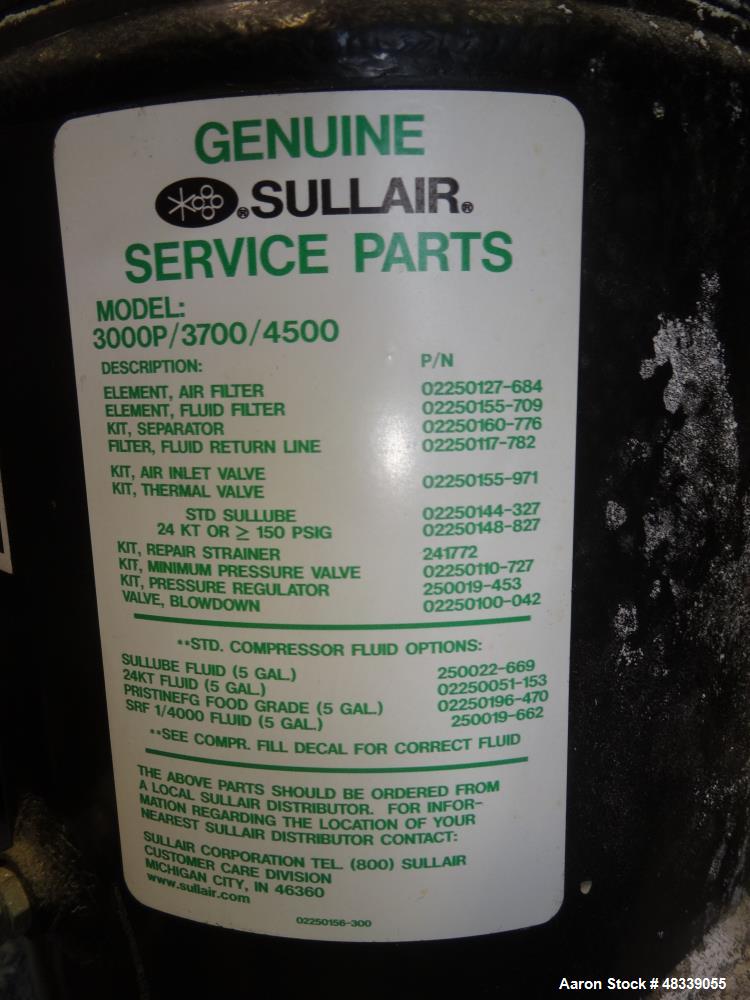 GENUINE
®.SULLAIR®
SERVICE PARTS
MODEL:
3000P/3700/4500
DESCRIPTION: P/N
ELEMENT, AIR FILTER 02250127-684
ELEMENT, FLUID FILTER 02250155-709
KIT, SEPARATOR 02250160-776
FILTER, FLUID RETURN LINE 02250117-782
KIT, AIR INLET VALVE 02250155-971
KIT, THERMAL VALVE
STD SULLUBE 02250144-327
24 KT OR ≥ 150 PSIG 02250148-827
KIT, REPAIR STRAINER 241772
KIT, MINIMUM PRESSURE VALVE 02250110-727
KIT, PRESSURE REGULATOR 250019-453
VALVE, BLOWDOWN 02250100-042
**STD. COMPRESSOR FLUID OPTIONS:
SULLUBE FLUID (5 GAL.) 250022-669
24KT FLUID (5 GAL.) 02250051-153
PRISTINEFG FOOD GRADE (5 GAL.) 02250196-470
SRF 1/4000 FLUID (5 GAL.) 250019-662
**SEE COMPR. FILL DECAL FOR CORRECT FLUID
THE ABOVE PARTS SHOULD BE ORDERED FROM
A LOCAL SULLAIR DISTRIBUTOR. FOR INFOR-
MATION REGARDING THE LOCATION OF YOUR
NEAREST SULLAIR DISTRIBUTOR CONTACT:
SULLAIR CORPORATION TEL. (800) SULLAIR
CUSTOMER CARE DIVISION
MICHIGAN CITY, IN 46360
www.sullair.com
02250156-300
Aaron Stock # 48339055